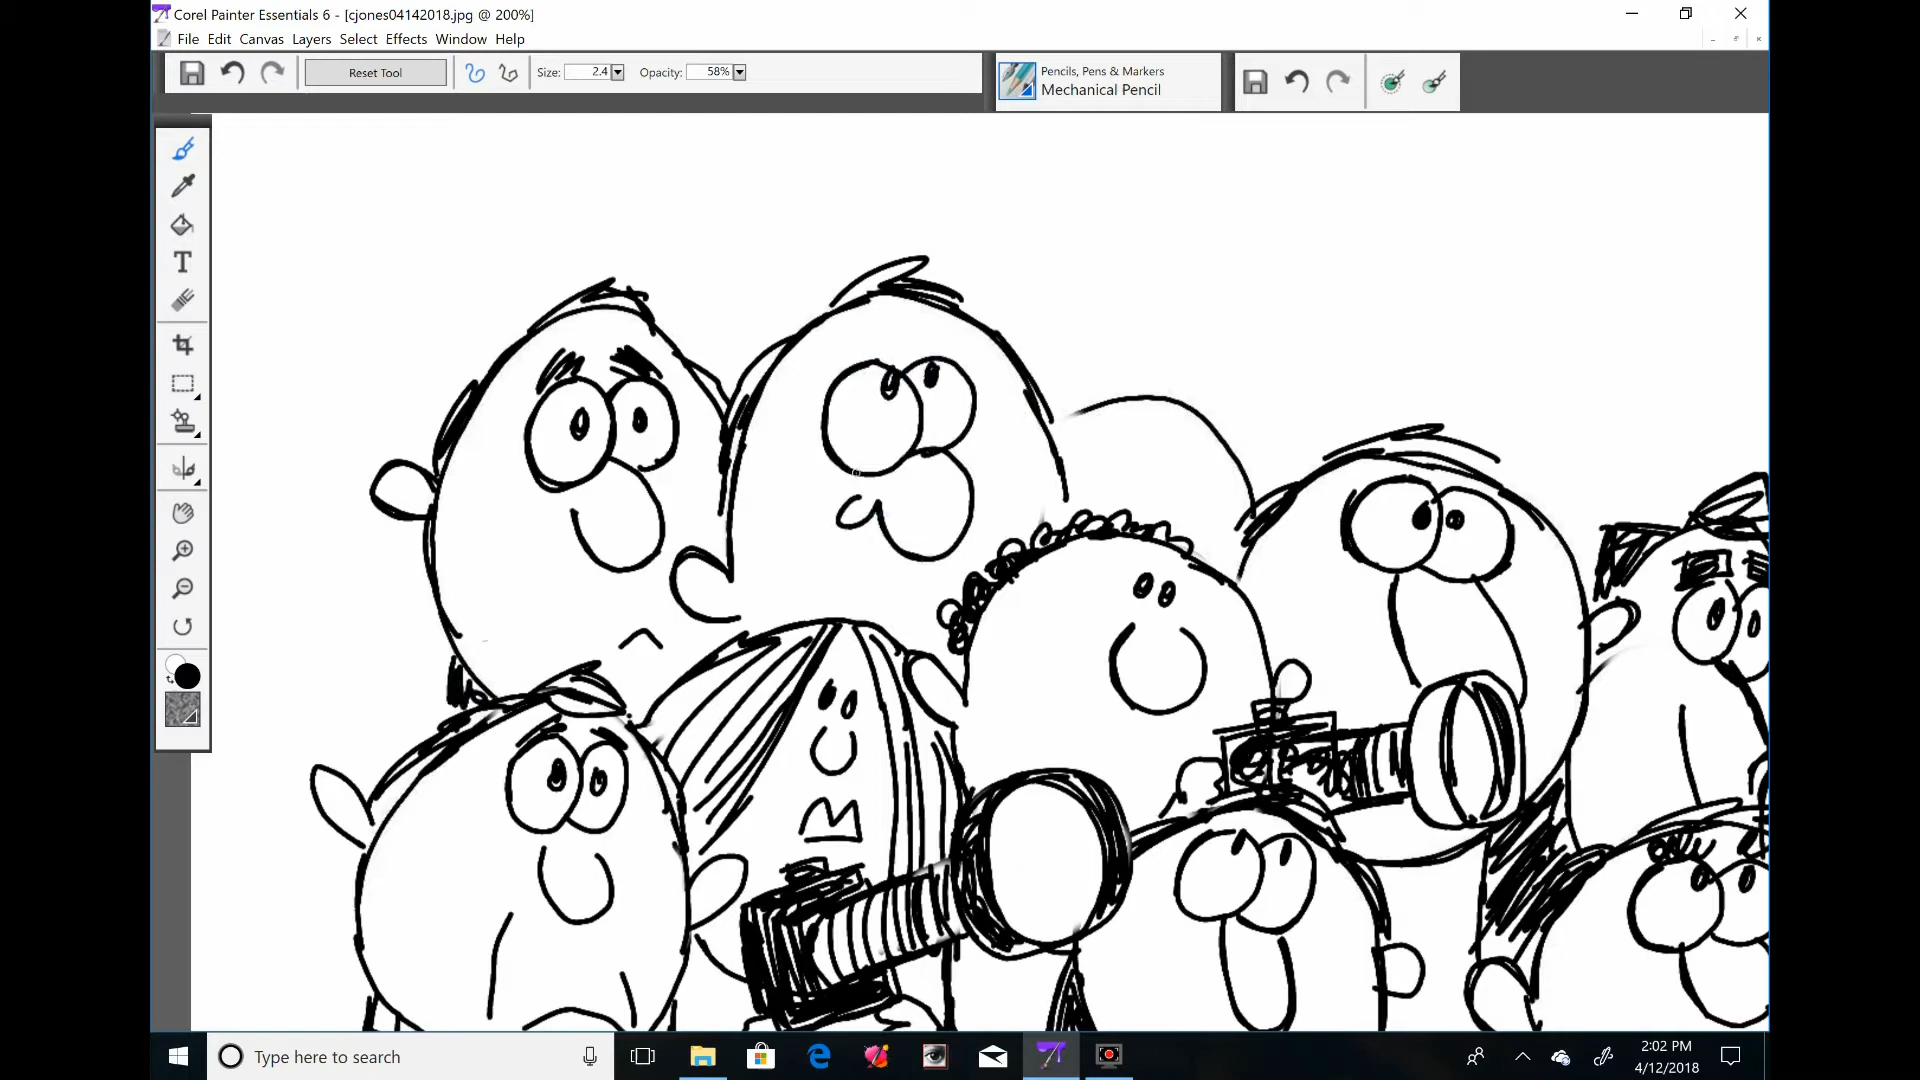 Corel Painter Essentials 6 - [cjones04142018.jpg @ 200%]
File Edit Canvas Layers Select Effects Window Help
Reset Tool
Size: 2.4
Opacity: 58%
Pencils, Pens & Markers
Mechanical Pencil
T
Type here to search
2:02 PM
4/12/2018